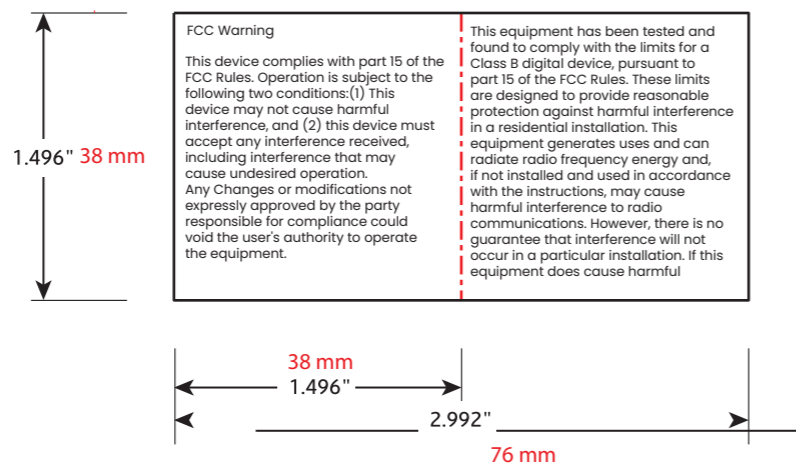 FCC Warning
This device complies with part 15 of the
FCC Rules. Operation is subject to the
following two conditions:(1) This
device may not cause harmful
interference, and (2) this device must
accept any interference received,
including interference that may
cause undesired operation.
Any Changes or modifications not
expressly approved by the party
responsible for compliance could
void the user's authority to operate
the equipment.
This equipment has been tested and
found to comply with the limits for a
Class B digital device, pursuant to
part 15 of the FCC Rules. These limits
are designed to provide reasonable
protection against harmful interference
in a residential installation. This
equipment generates uses and can
radiate radio frequency energy and,
if not installed and used in accordance
with the instructions, may cause
harmful interference to radio
communications. However, there is no
guarantee that interference will not
occur in a particular installation. If this
equipment does cause harmful
1.496" 38 mm
38 mm
1.496"
2.992"
76 mm